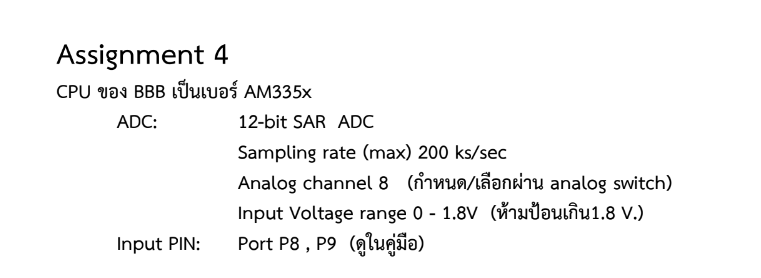 Assignment 4
CPU ของ BBB เป็นเบอร์ AM335x
ADC: 12-bit SAR ADC
Sampling rate (max) 200 ks/sec
Analog channel 8 (กำหนด/เลือกผ่าน analog switch)
Input Voltage range 0 - 1.8V (ห้ามป้อนเกิน1.8 V.)
Input PIN: Port P8 , P9 (ดูในคู่มือ)